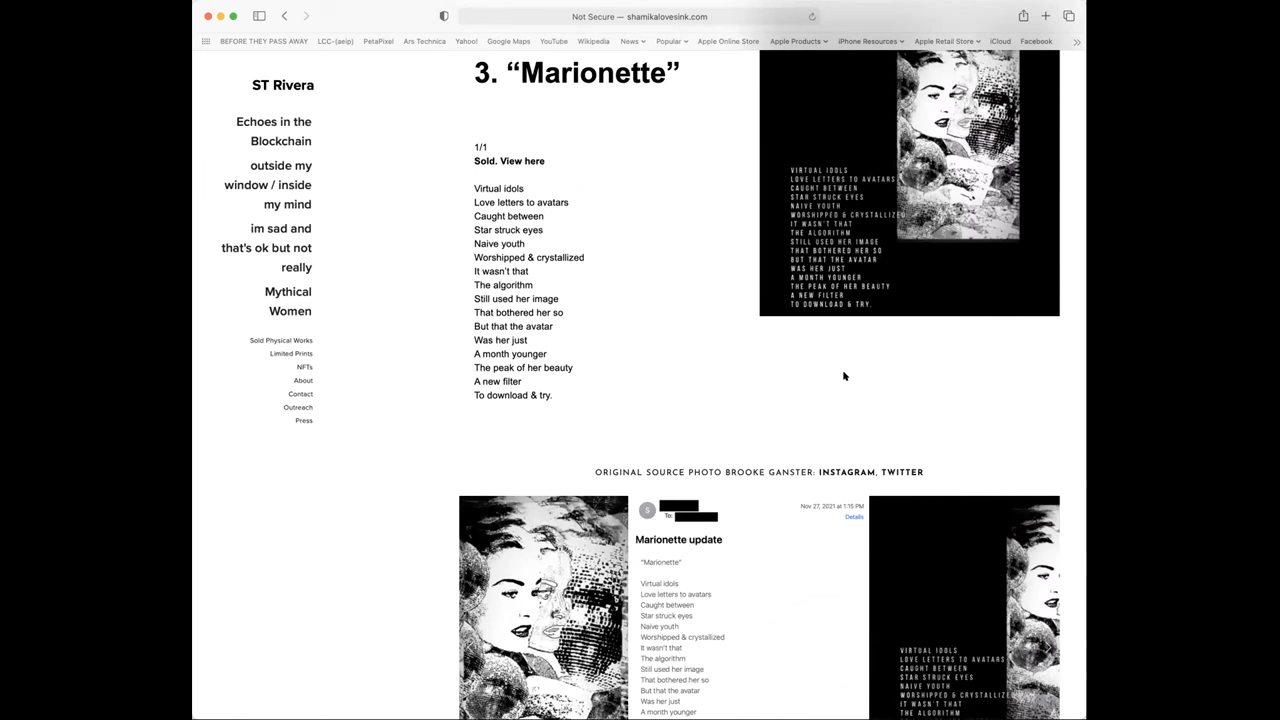 Not Secure — shamikalovesink.com
BEFORE THEY PASS AWAY LCC-(aeip) PetaPixel Ars Technica Yahoo! Google Maps YouTube Wikipedia News Popular Apple Online Store Apple Products iPhone Resources Apple Retail Store iCloud Facebook
ST Rivera
Echoes in the
Blockchain
outside my
window / inside
my mind
im sad and
that's ok but not
really
Mythical
Women
Sold Physical Works
Limited Prints
NFTs
About
Contact
Outreach
Press
3. “Marionette”
1/1
Sold. View here
Virtual idols
Love letters to avatars
Caught between
Star struck eyes
Naive youth
Worshipped & crystallized
It wasn’t that
The algorithm
Still used her image
That bothered her so
But that the avatar
Was her just
A month younger
The peak of her beauty
A new filter
To download & try.
VIRTUAL IDOLS
LOVE LETTERS TO AVATARS
CAUGHT BETWEEN
STAR STRUCK EYES
NAIVE YOUTH
WORSHIPPED & CRYSTALLIZED
IT WASN'T THAT
THE ALGORITHM
STILL USED HER IMAGE
THAT BOTHERED HER SO
BUT THAT THE AVATAR
WAS HER JUST
A MONTH YOUNGER
THE PEAK OF HER BEAUTY
A NEW FILTER
TO DOWNLOAD & TRY.
ORIGINAL SOURCE PHOTO BROOKE GANSTER: INSTAGRAM, TWITTER
S
To:
Nov 27, 2021 at 1:15 PM
Details
Marionette update
“Marionette”
Virtual idols
Love letters to avatars
Caught between
Star struck eyes
Naive youth
Worshipped & crystallized
It wasn’t that
The algorithm
Still used her image
That bothered her so
But that the avatar
Was her just
A month younger
VIRTUAL IDOLS
LOVE LETTERS TO AVATARS
CAUGHT BETWEEN
STAR STRUCK EYES
NAIVE YOUTH
WORSHIPPED & CRYSTALLIZED
IT WASN'T THAT
THE ALGORITHM